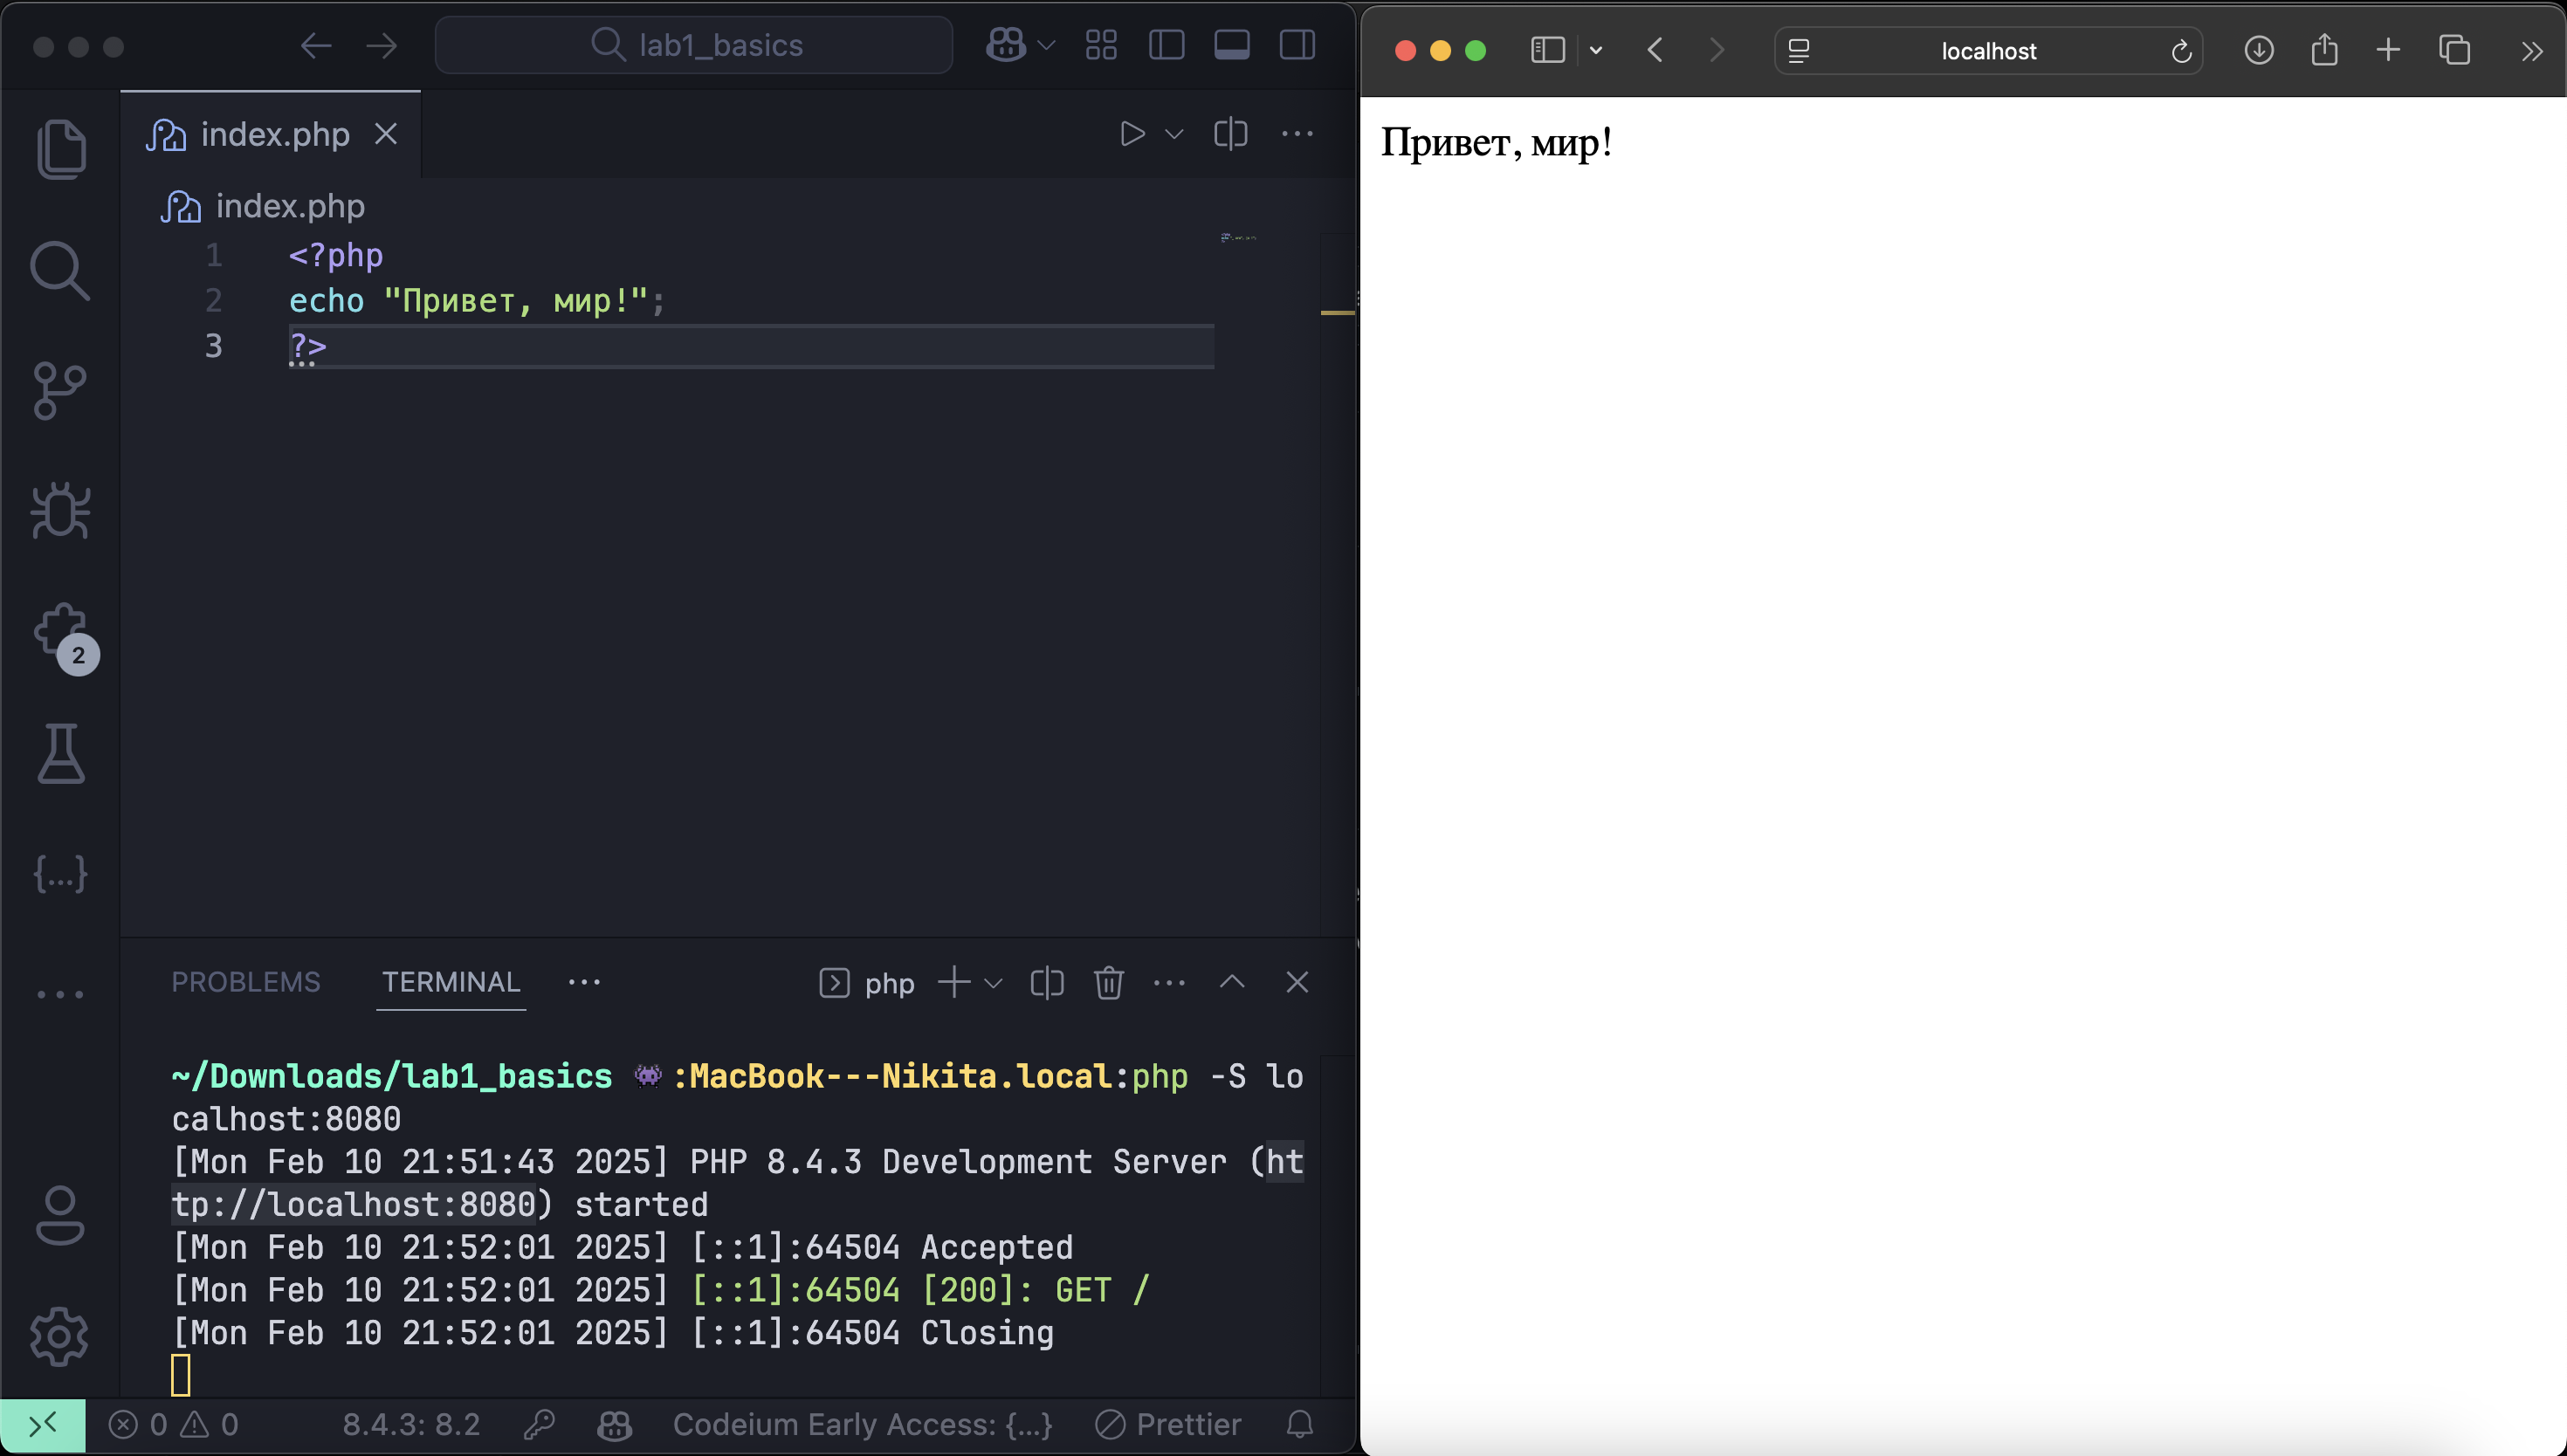 lab1_basics
index.php
index.php
1 <?php
2 echo "Привет, мир!";
3 ?>
2
{...}
PROBLEMS TERMINAL
php
~/Downloads/lab1_basics 👾:MacBook---Nikita.local:php -S lo
calhost:8080
[Mon Feb 10 21:51:43 2025] PHP 8.4.3 Development Server (ht
tp://localhost:8080) started
[Mon Feb 10 21:52:01 2025] [::1]:64504 Accepted
[Mon Feb 10 21:52:01 2025] [::1]:64504 [200]: GET /
[Mon Feb 10 21:52:01 2025] [::1]:64504 Closing
0 0 8.4.3: 8.2 Codeium Early Access: {...} Prettier
localhost
Привет, мир!